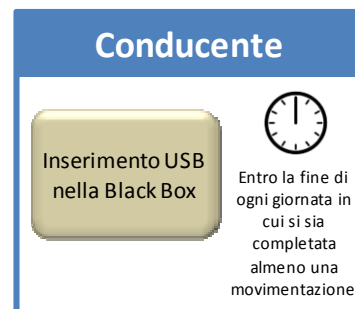 Conducente
Inserimento USB
nella Black Box
Entro la fine di
ogni giornata in
cui si sia
completata
almeno una
movimentazione